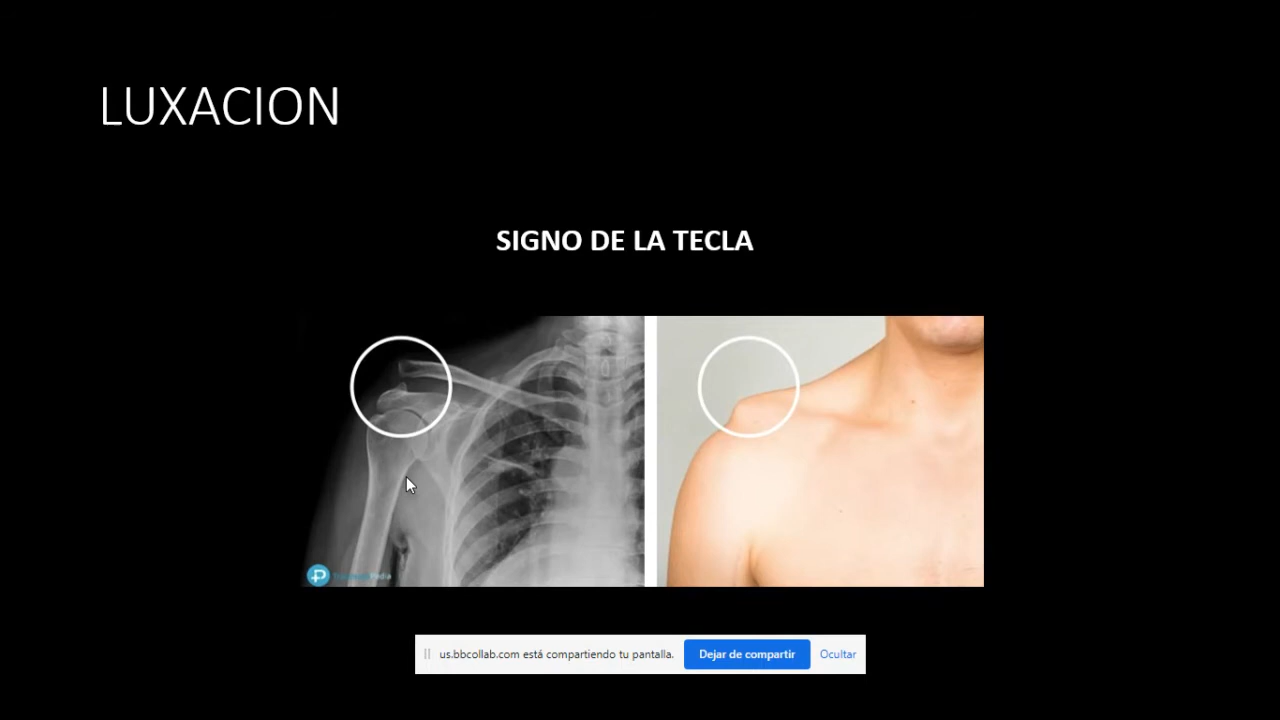 LUXACION
SIGNO DE LA TECLA
us.bbcollab.com está compartiendo tu pantalla.
Dejar de compartir
Ocultar